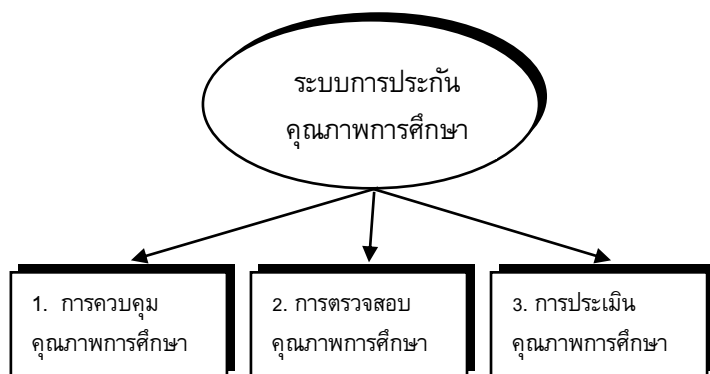 ระบบการประกัน
คุณภาพการศึกษา
1. การควบคุม
คุณภาพการศึกษา
2. การตรวจสอบ
คุณภาพการศึกษา
3. การประเมิน
คุณภาพการศึกษา